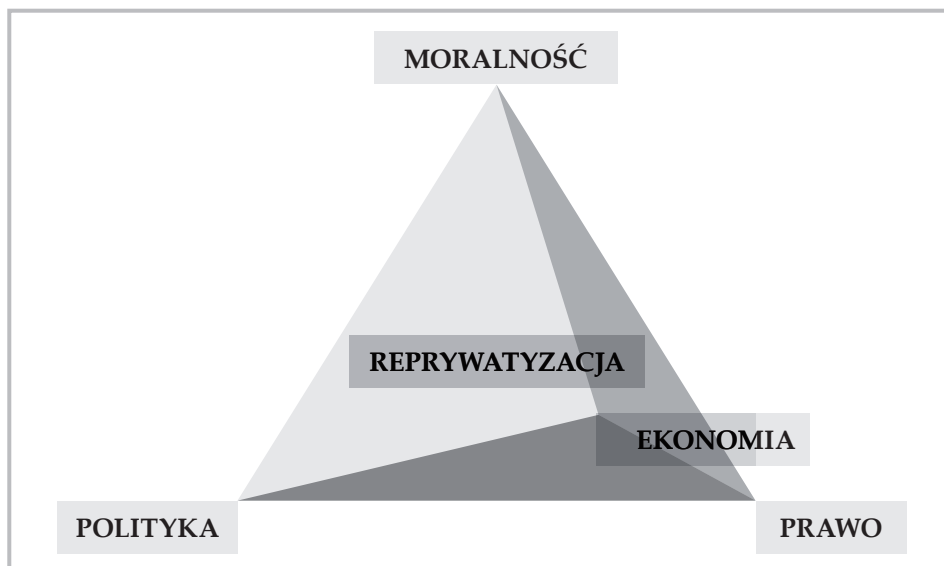 MORALNOŚĆ
REPRYWATYZACJA
EKONOMIA
POLITYKA
PRAWO